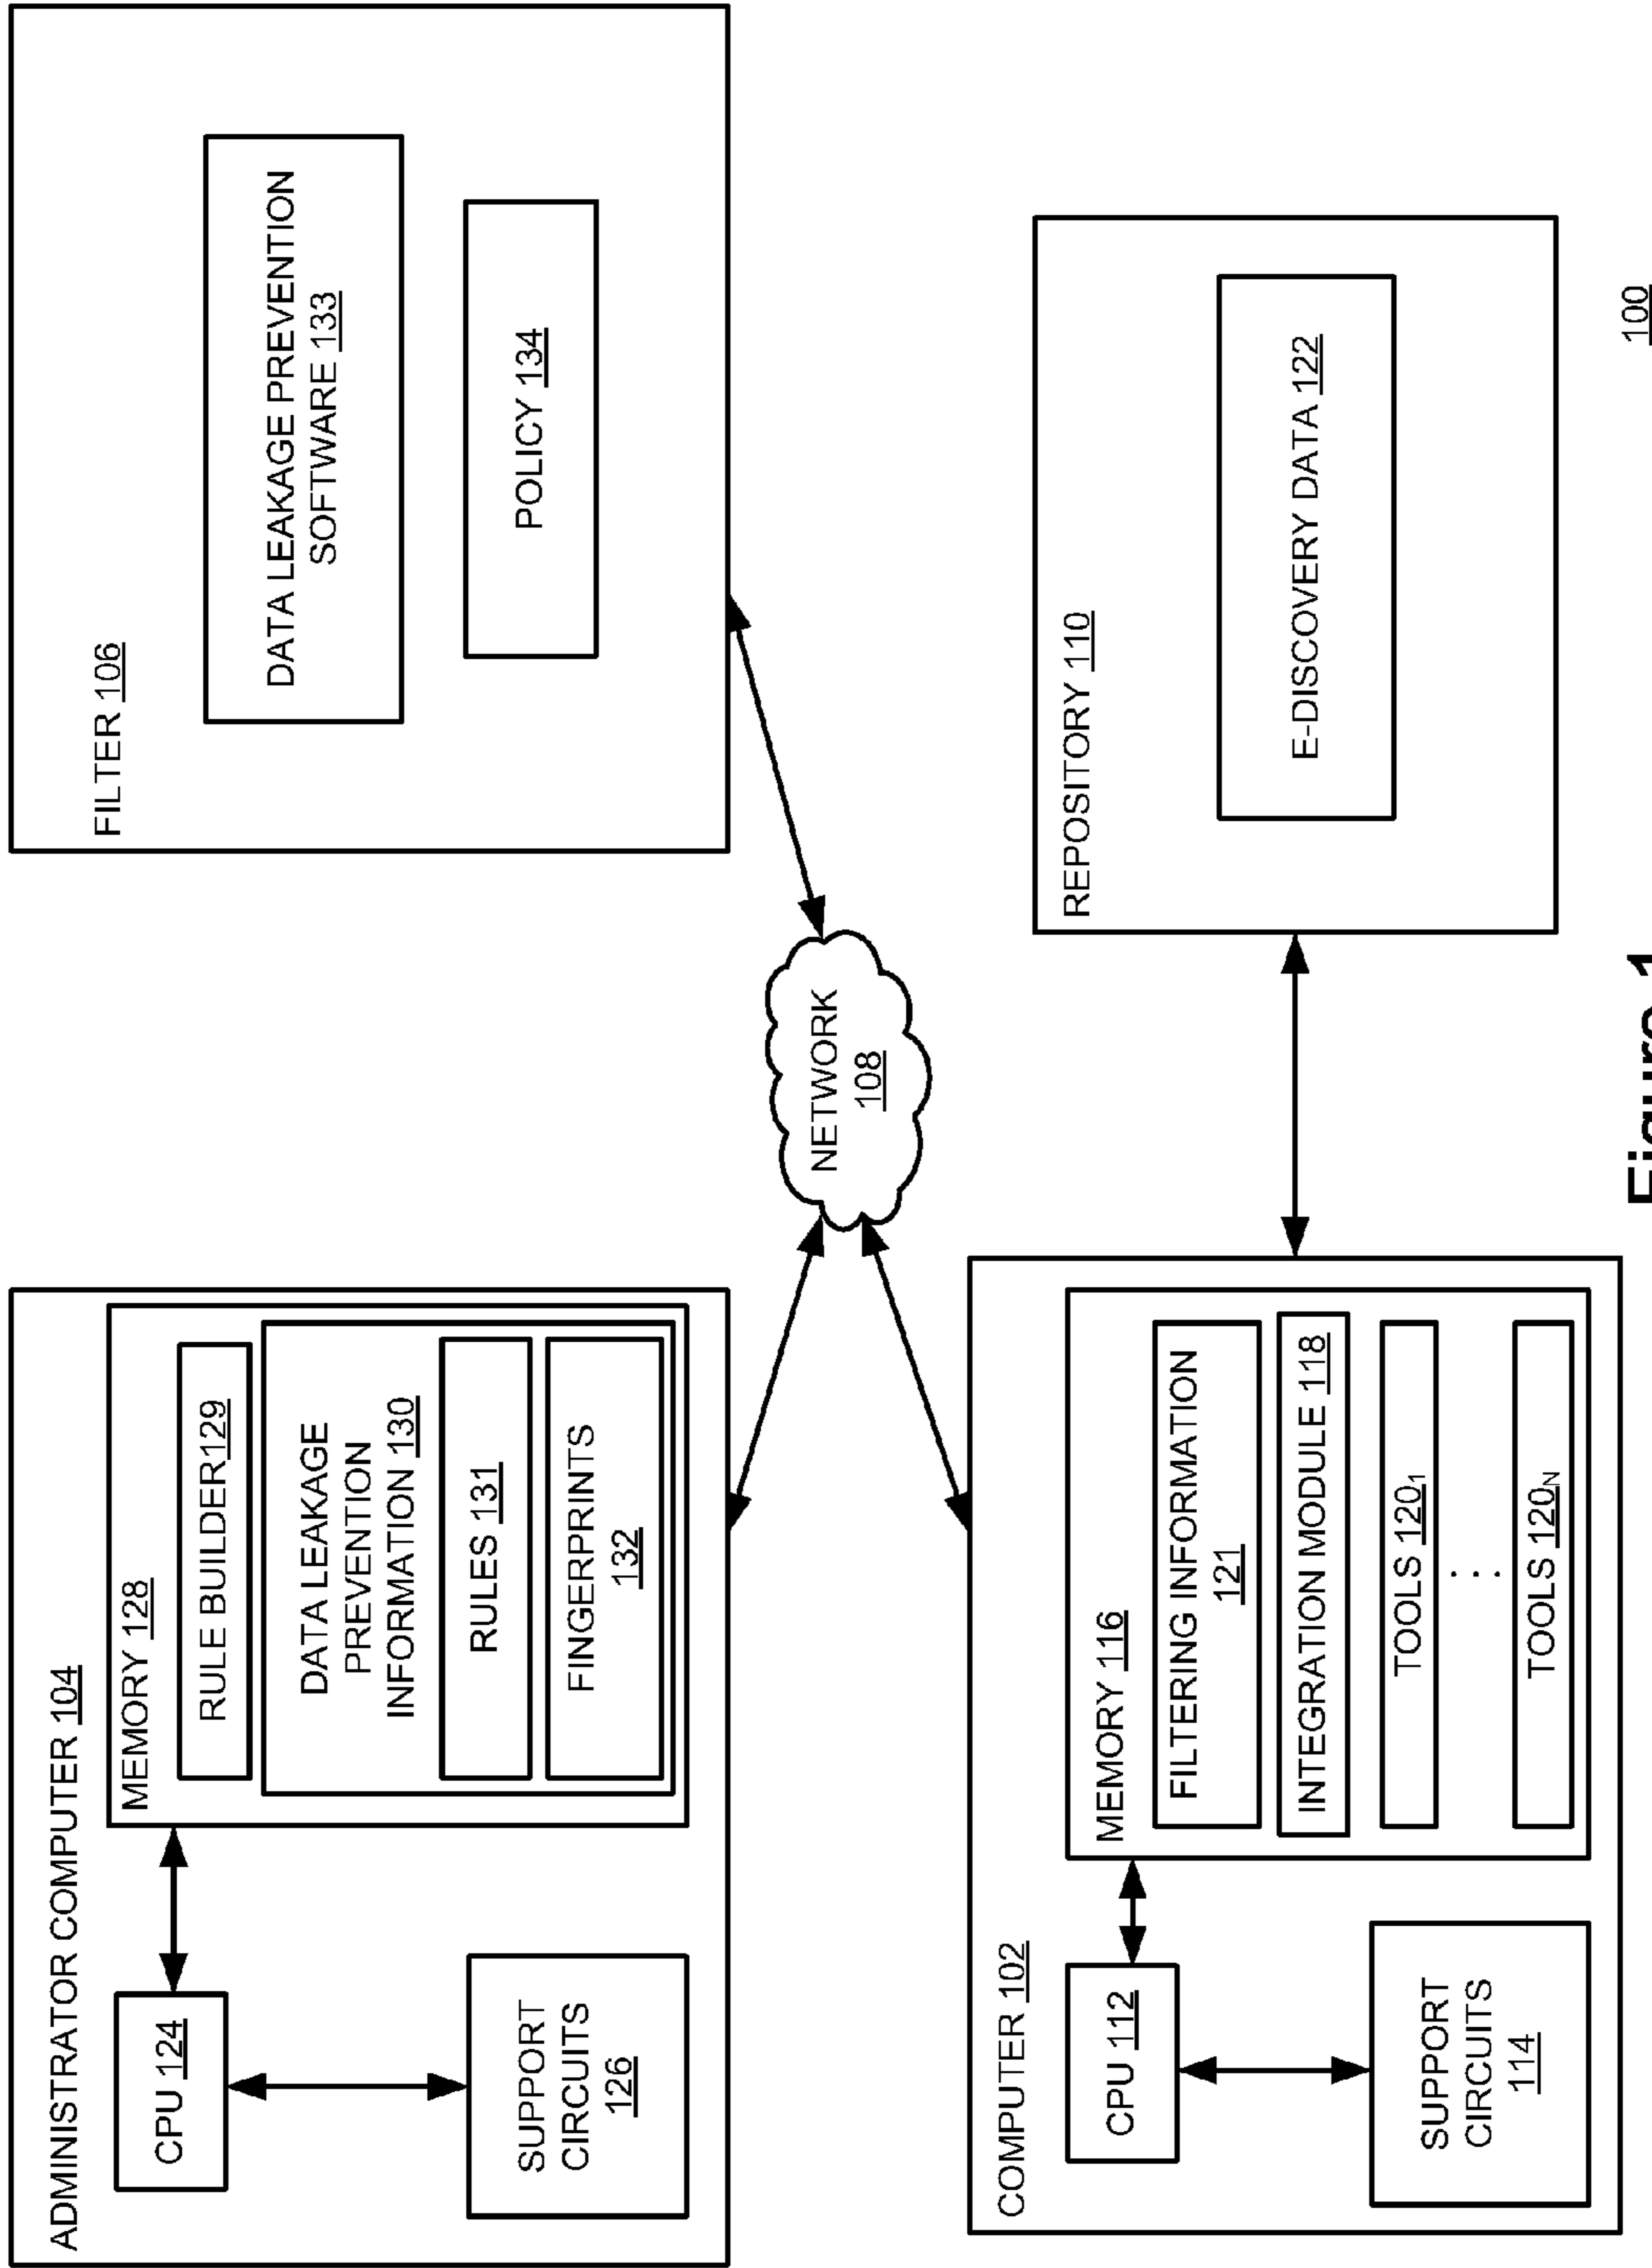 ADMINISTRATOR COMPUTER 104
CPU 124
SUPPORT
CIRCUITS
126
MEMORY 128
RULE BUILDER129
DATA LEAKAGE
PREVENTION
INFORMATION 130
RULES 131
FINGERPRINTS
132
FILTER 106
DATA LEAKAGE PREVENTION
SOFTWARE 133
POLICY 134
NETWORK
108
COMPUTER 102
CPU 112
SUPPORT
CIRCUITS
114
MEMORY 116
FILTERING INFORMATION
121
INTEGRATION MODULE 118
TOOLS 120₁
. . .
TOOLS 120N
REPOSITORY 110
E-DISCOVERY DATA 122
100
Figure 1